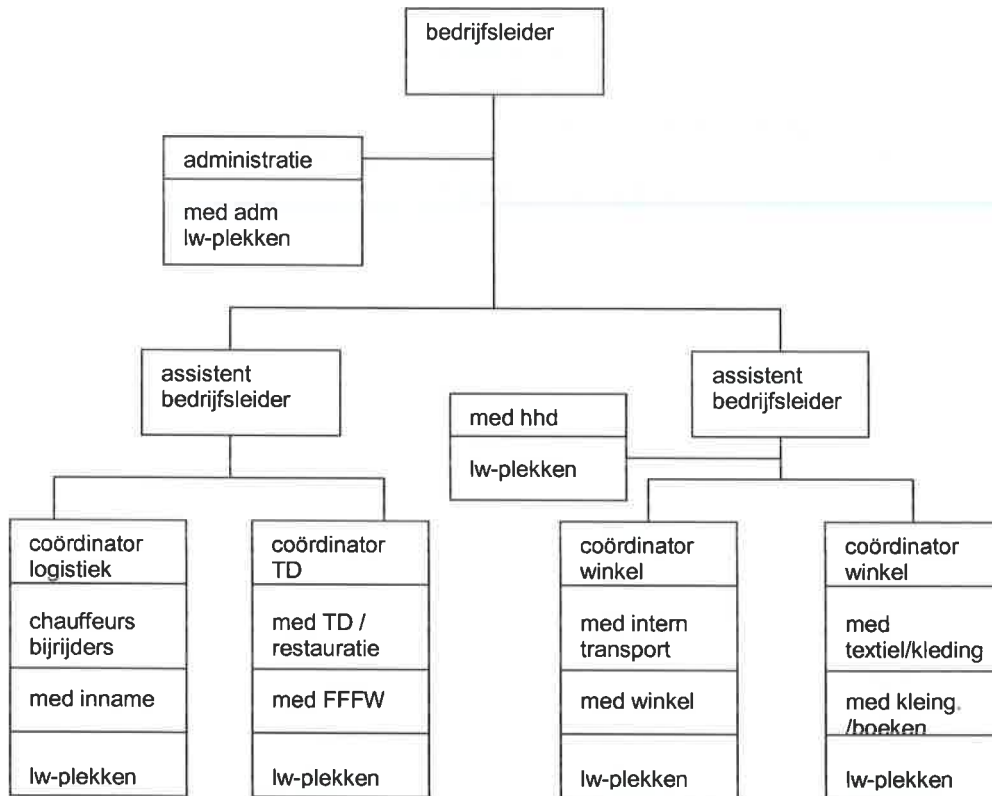 bedrijfsleider
administratie
med adm
lw-plekken
assistent
bedrijfsleider
assistent
bedrijfsleider
med hhd
lw-plekken
coördinator
logistiek
chauffeurs
bijrijders
med inname
lw-plekken
coördinator
TD
med TD /
restauratie
med FFFW
lw-plekken
coördinator
winkel
med intern
transport
med winkel
lw-plekken
coördinator
winkel
med
textiel/kleding
med kleing.
/boeken
lw-plekken